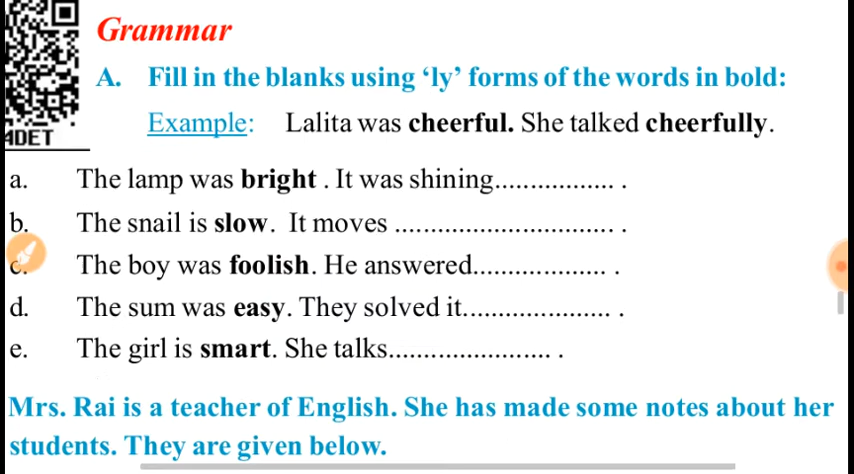 Grammar
A. Fill in the blanks using ‘ly’ forms of the words in bold:
4DET
Example: Lalita was cheerful. She talked cheerfully.
a. The lamp was bright . It was shining................. .
b. The snail is slow. It moves .............................. .
c. The boy was foolish. He answered................... .
d. The sum was easy. They solved it..................... .
e. The girl is smart. She talks....................... .
Mrs. Rai is a teacher of English. She has made some notes about her
students. They are given below.